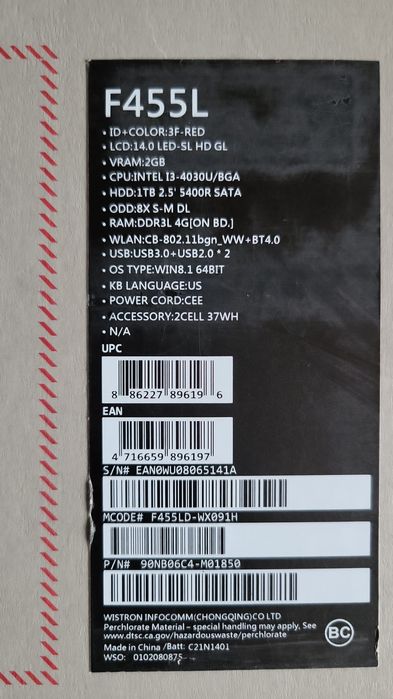 F455L
• ID+COLOR:3F-RED
LCD:14.0 LED-SL HD GL
• VRAM:2GB
• CPU:INTEL I3-4030U/BGA
• HDD:1TB 2.5' 5400R SATA
• ODD:8X S-M DL
RAM:DDR3L 4G[ON BD.]
• WLAN:CB-802.11bgn_WW+BT4.0
• USB:USB3.0+USB2.0 * 2
• OS TYPE:WIN8.1 64BIT
• KB LANGUAGE:US
• POWER CORD:CEE
• ACCESSORY:2CELL 37WH
• N/A
UPC
8 86227 89619 6
EAN
4 716659 896197
S/N# EAN0WU08065141A
MCODE# F455LD-WX091H
P/N# 90NB06C4-M01850
WISTRON INFOCOMM(CHONGQING)CO LTD
Perchlorate Material - special handling may apply. See
www.dtsc.ca.gov/hazardouswaste/perchlorate
BC
Made in China /Batt: C21N1401
WSO: 0102080875